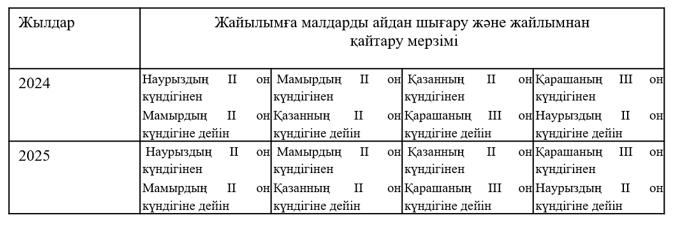 Жылдар
Жайылымға малдарды айдан шығару және жайлымнан
қайтару мерзімі
2024
Наурыздың II он
күндігінен
Мамырдың II он
күндігіне дейін
Мамырдың II он
күндігінен
Қазанның II он
күндігіне дейін
Қазанның II он
күндігінен
Қарашаның III он
күндігіне дейін
Қарашаның III он
күндігінен
Наурыздың II он
күндігіне дейін
2025
Наурыздың II он
күндігінен
Мамырдың II он
күндігіне дейін
Мамырдың II он
күндігінен
Қазанның II он
күндігіне дейін
Қазанның II он
күндігінен
Қарашаның III он
күндігіне дейін
Қарашаның III он
күндігінен
Наурыздың II он
күндігіне дейін